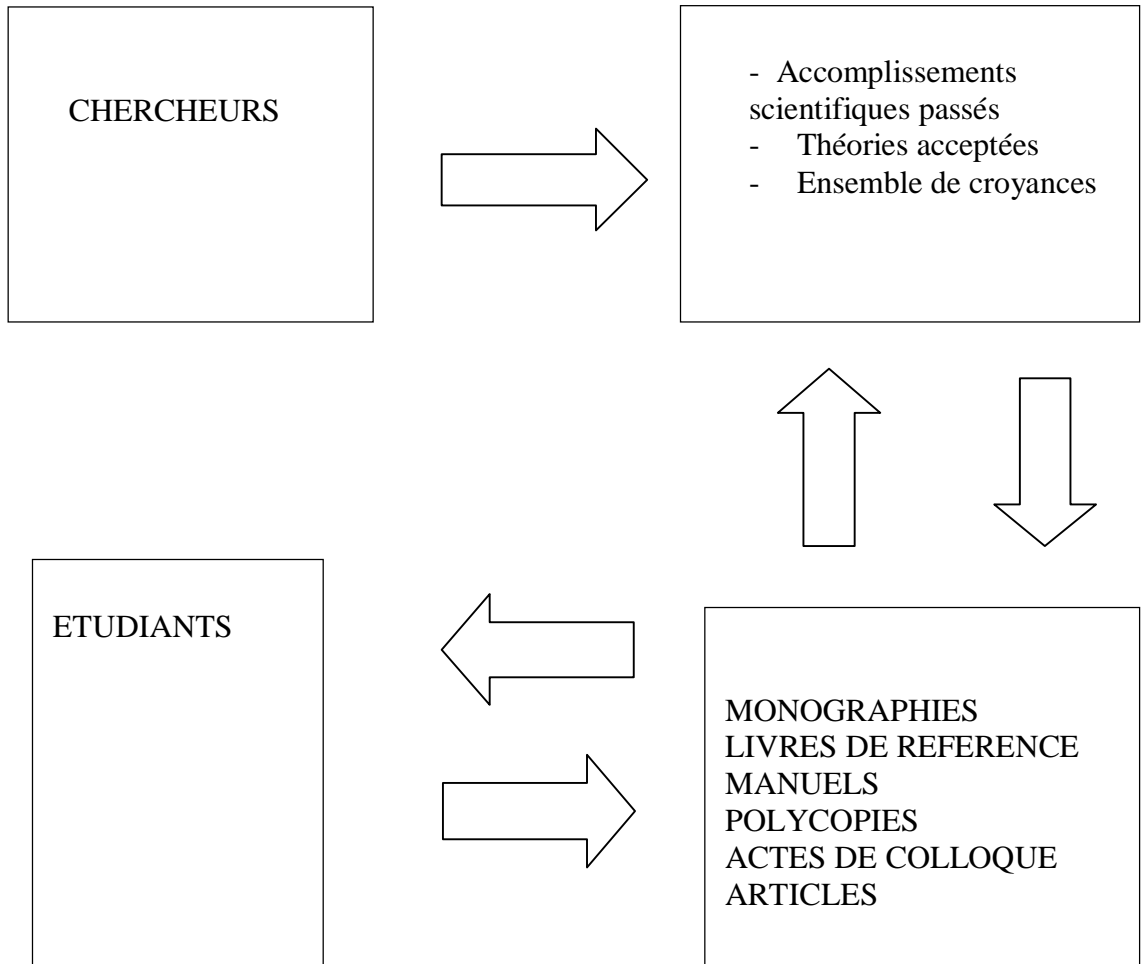 CHERCHEURS
- Accomplissements
scientifiques passés
- Théories acceptées
- Ensemble de croyances
ETUDIANTS
MONOGRAPHIES
LIVRES DE REFERENCE
MANUELS
POLYCOPIES
ACTES DE COLLOQUE
ARTICLES